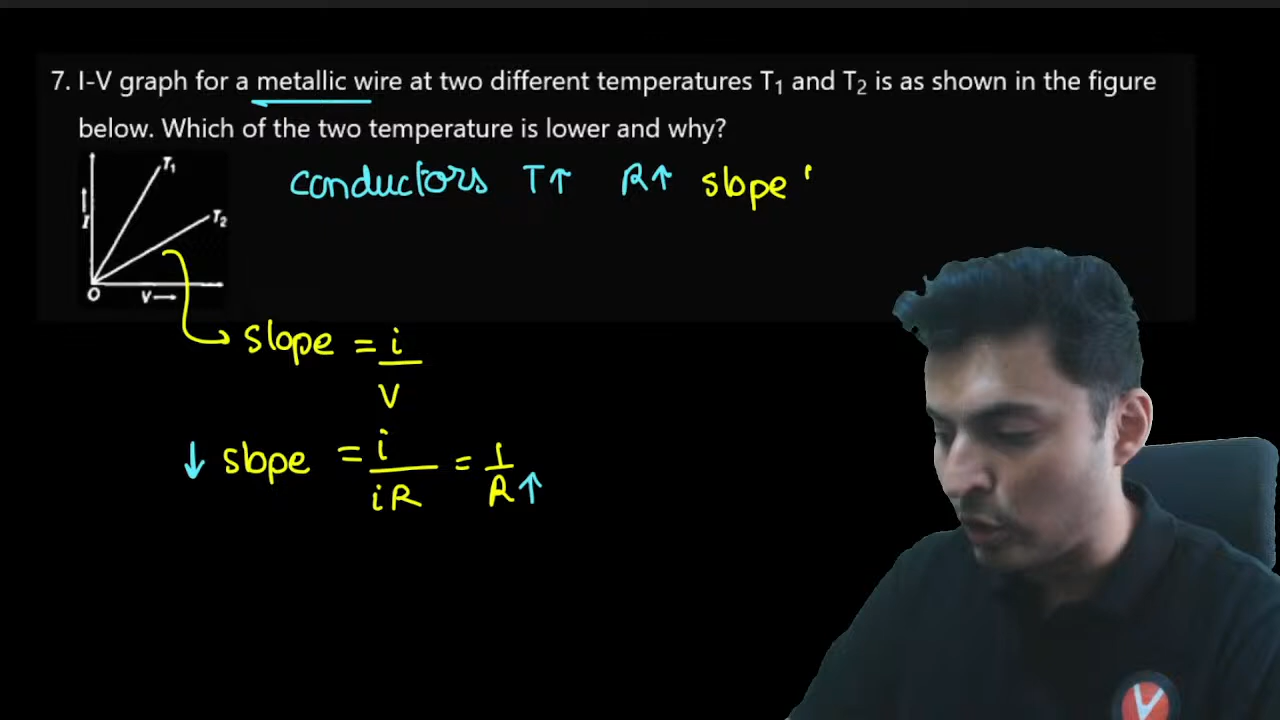 7. I-V graph for a metallic wire at two different temperatures T₁ and T₂ is as shown in the figure
below. Which of the two temperature is lower and why?
T₁
conductors T↑ R↑ slope
I
T₂
O
V
slope = i/V
↓ slope = i/iR = 1/R↑
V